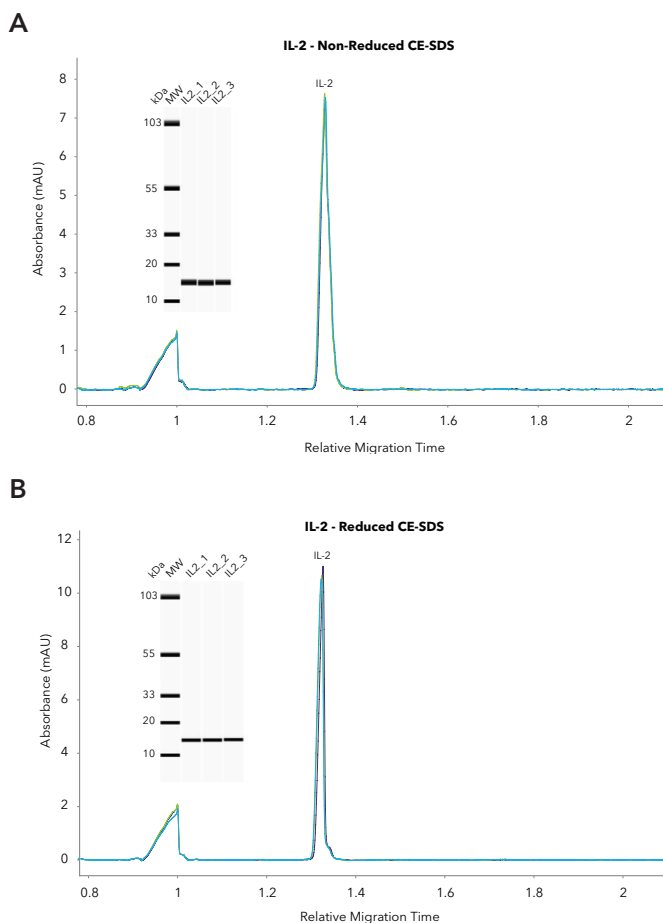 A
IL-2 - Non-Reduced CE-SDS
IL-2
kDa
MW
IL2_1
IL2_2
IL2_3
103
55
33
20
10
Absorbance (mAU)
8
7
6
5
4
3
2
1
0
0.8 1 1.2 1.4 1.6 1.8 2
Relative Migration Time
B
IL-2 - Reduced CE-SDS
IL-2
kDa
MW
IL2_1
IL2_2
IL2_3
103
55
33
20
10
Absorbance (mAU)
12
10
8
6
4
2
0
0.8 1 1.2 1.4 1.6 1.8 2
Relative Migration Time